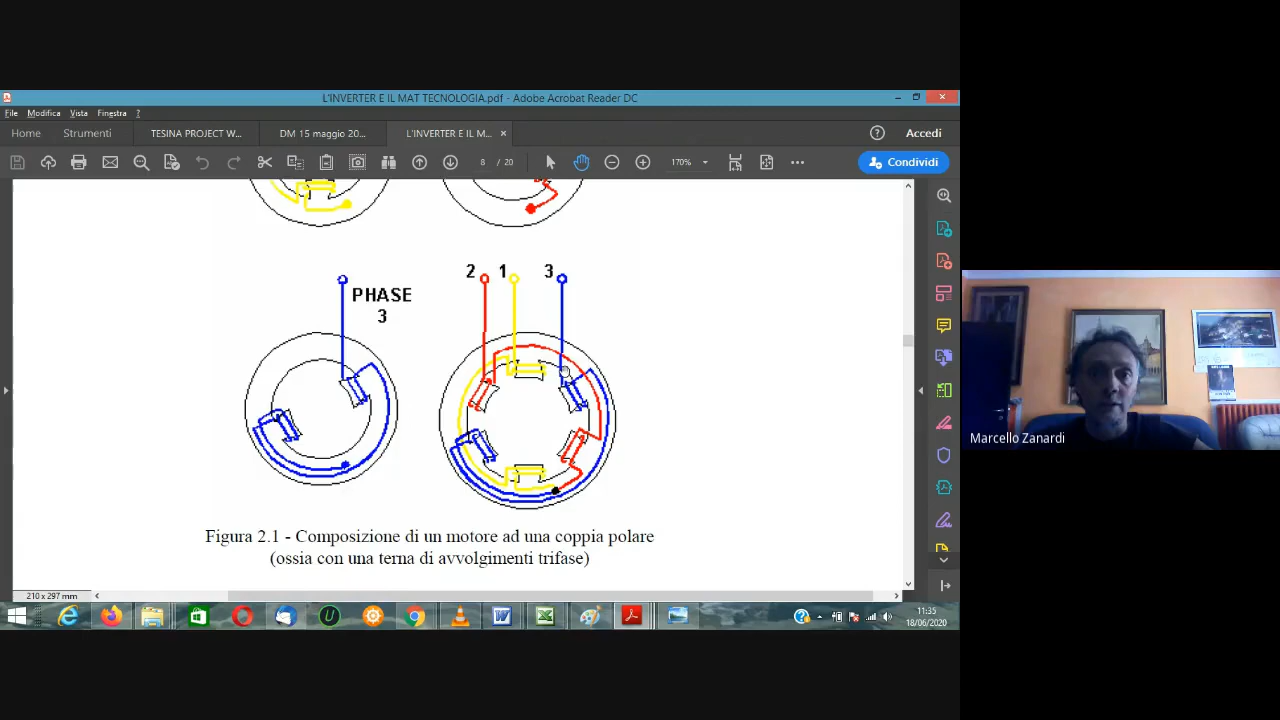 L'INVERTER E IL MAT TECNOLOGIA.pdf - Adobe Acrobat Reader DC
File Modifica Vista Finestra ?
Home Strumenti TESINA PROJECT W... DM 15 maggio 20... L'INVERTER E IL M... × ? Accedi
8 / 20 170% Condividi
2 1 3
PHASE
3
Marcello Zanardi
Figura 2.1 - Composizione di un motore ad una coppia polare
(ossia con una terna di avvolgimenti trifase)
210 x 297 mm
11:35
18/06/2020